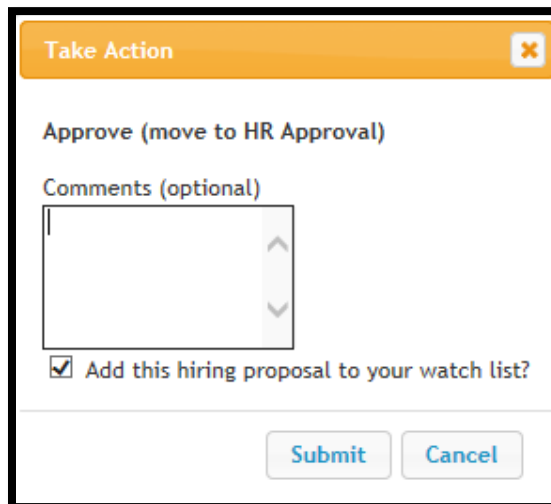 Take Action
Approve (move to HR Approval)
Comments (optional)
Add this hiring proposal to your watch list?
Submit Cancel